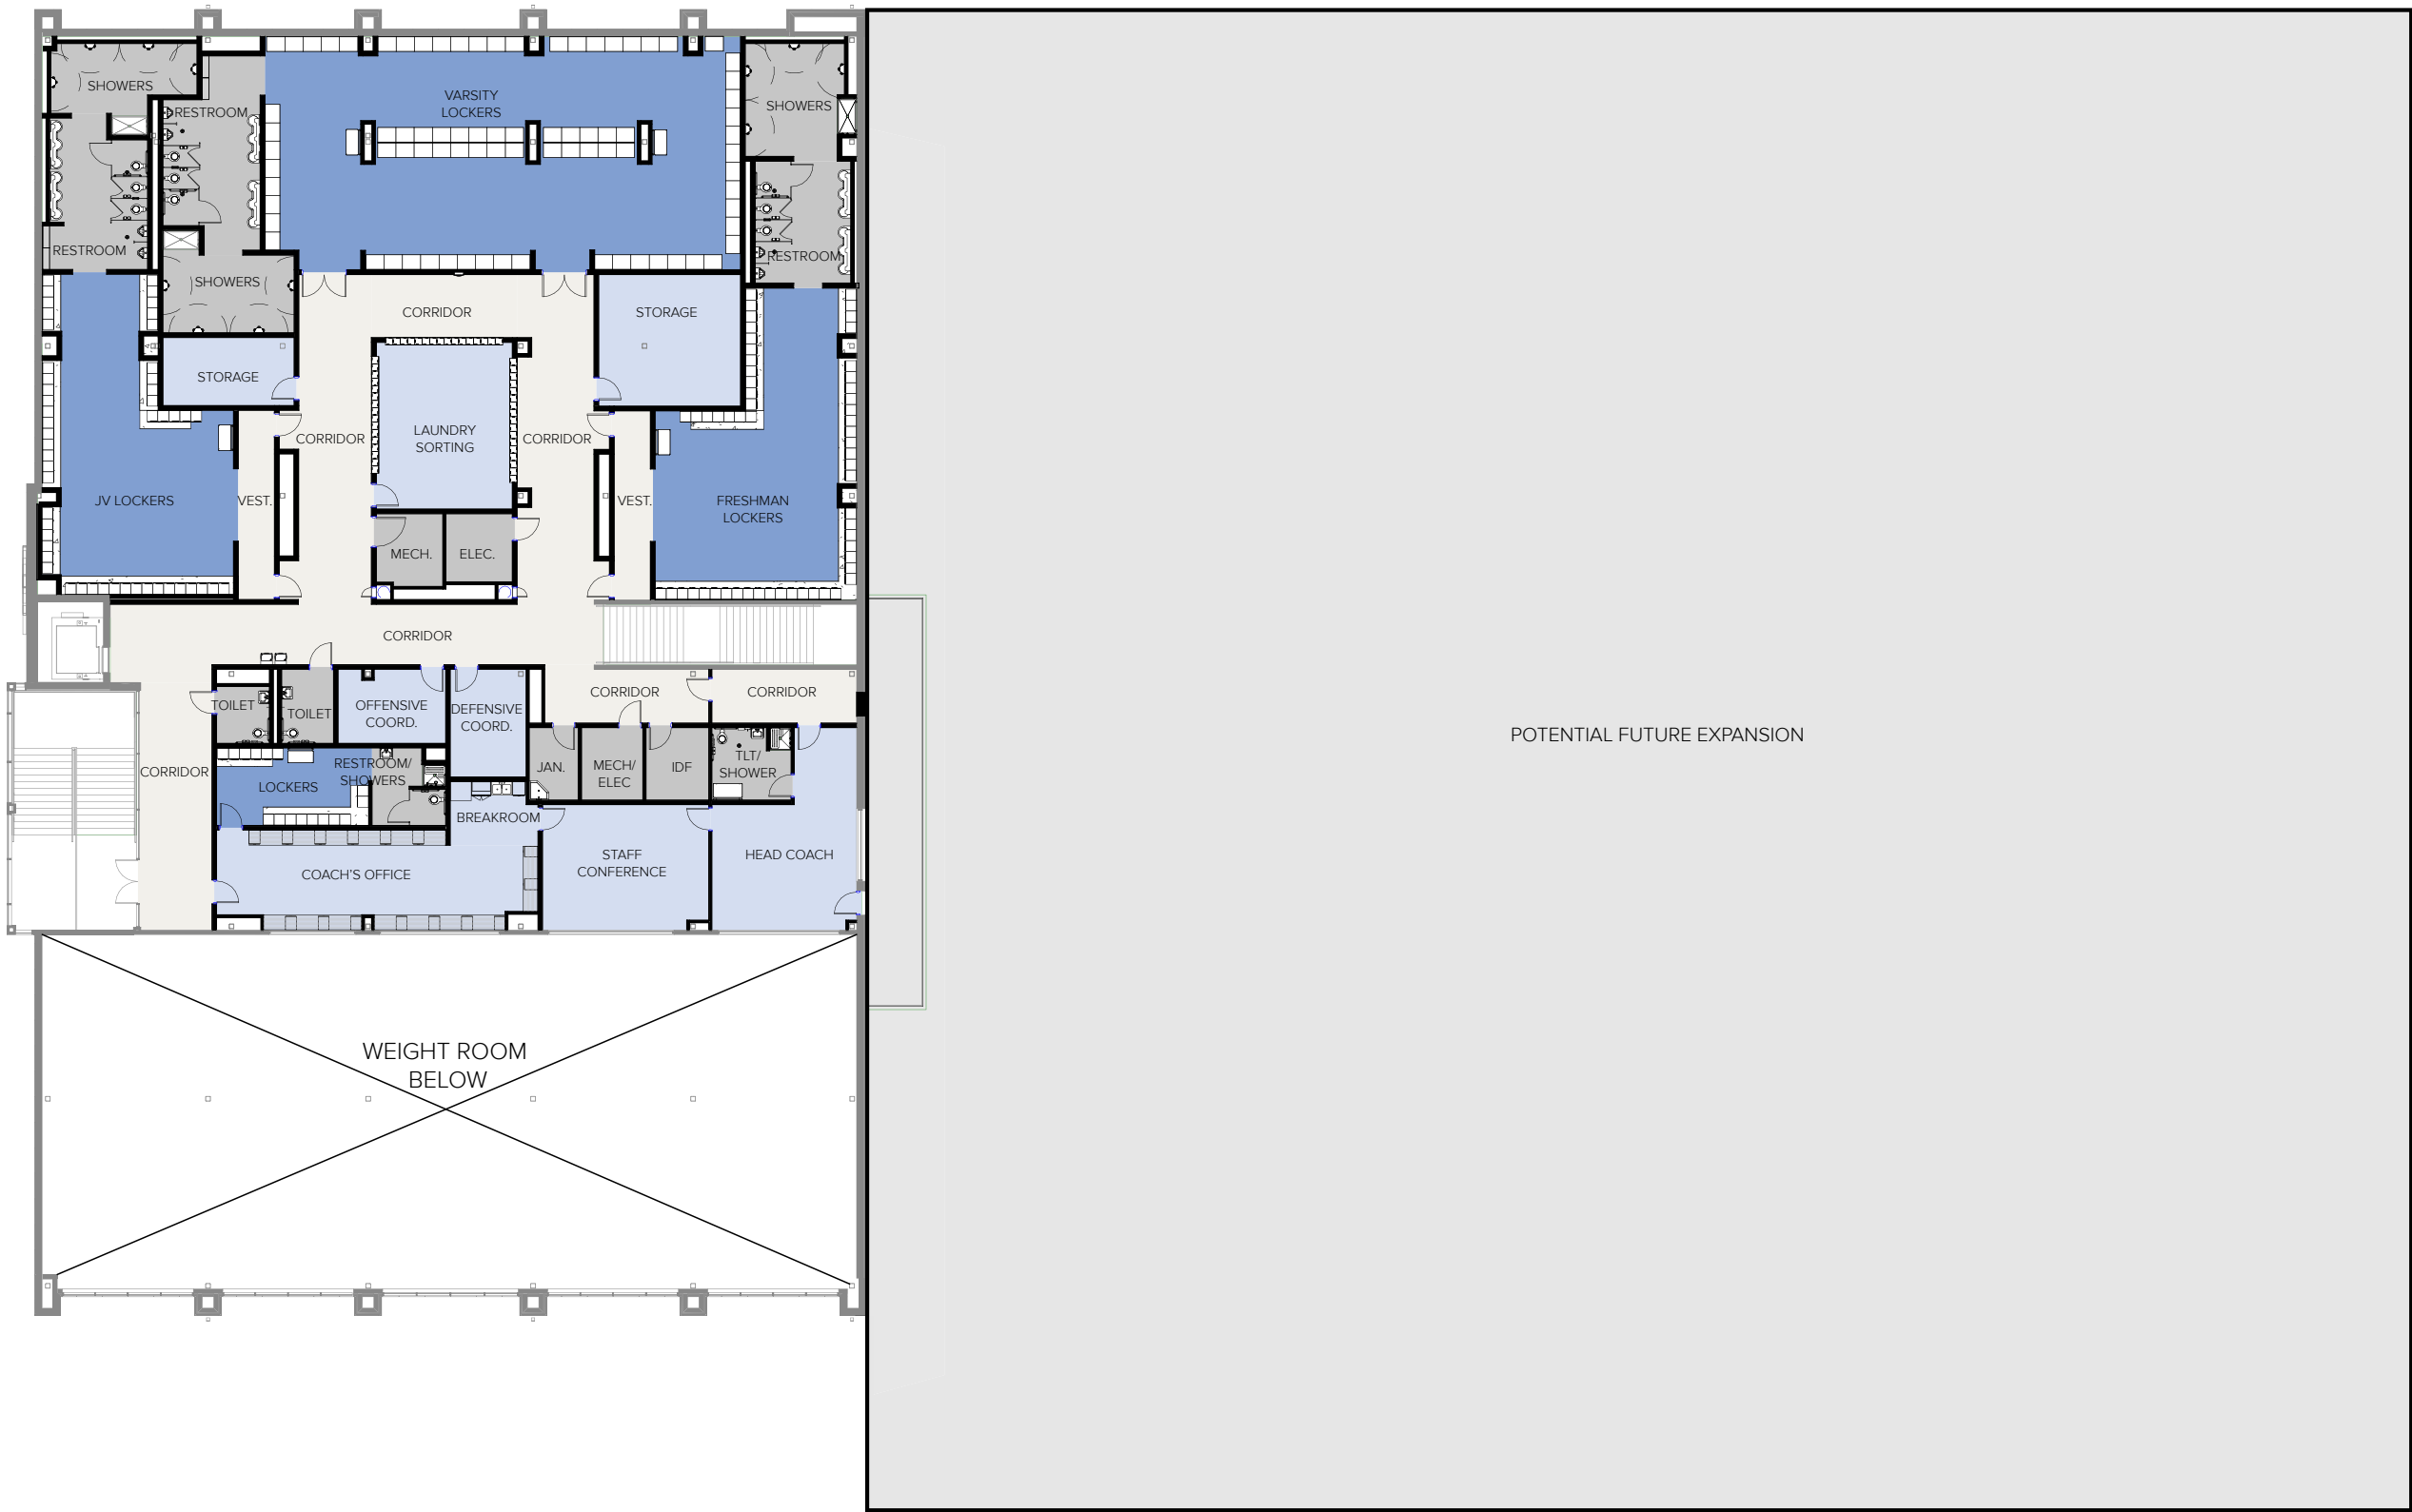 SHOWERS
RESTROOM
VARSITY
LOCKERS
SHOWERS
RESTROOM
SHOWERS
RESTROOM
CORRIDOR
STORAGE
STORAGE
CORRIDOR
LAUNDRY
SORTING
CORRIDOR
JV LOCKERS
VEST.
VEST.
FRESHMAN
LOCKERS
MECH.
ELEC.
CORRIDOR
TOILET
TOILET
OFFENSIVE
COORD.
DEFENSIVE
COORD.
CORRIDOR
CORRIDOR
CORRIDOR
LOCKERS
RESTROOM/
SHOWERS
JAN.
MECH/
ELEC
IDF
TLT/
SHOWER
BREAKROOM
COACH'S OFFICE
STAFF
CONFERENCE
HEAD COACH
POTENTIAL FUTURE EXPANSION
WEIGHT ROOM
BELOW